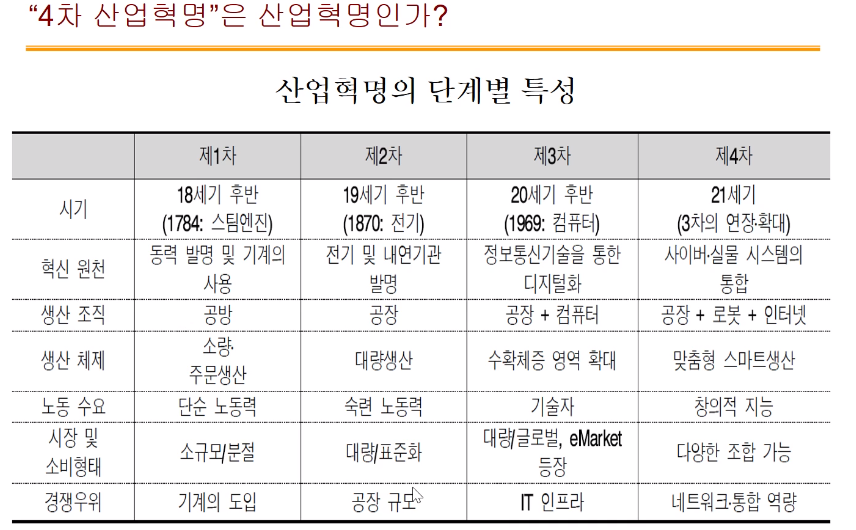 “4차 산업혁명”은 산업혁명인가?
산업혁명의 단계별 특성
제1차 제2차 제3차 제4차
시기 18세기 후반 (1784: 스팀엔진) 19세기 후반 (1870: 전기) 20세기 후반 (1969: 컴퓨터) 21세기 (3차의 연장·확대)
혁신 원천 동력 발명 및 기계의 사용 전기 및 내연기관 발명 정보통신기술을 통한 디지털화 사이버·실물 시스템의 통합
생산 조직 공방 공장 공장 + 컴퓨터 공장 + 로봇 + 인터넷
생산 체제 소량· 주문생산 대량생산 수확체증 영역 확대 맞춤형 스마트생산
노동 수요 단순 노동력 숙련 노동력 기술자 창의적 지능
시장 및 소비형태 소규모/분절 대량/표준화 대량/글로벌, eMarket 등장 다양한 조합 가능
경쟁우위 기계의 도입 공장 규모 IT 인프라 네트워크·통합 역량